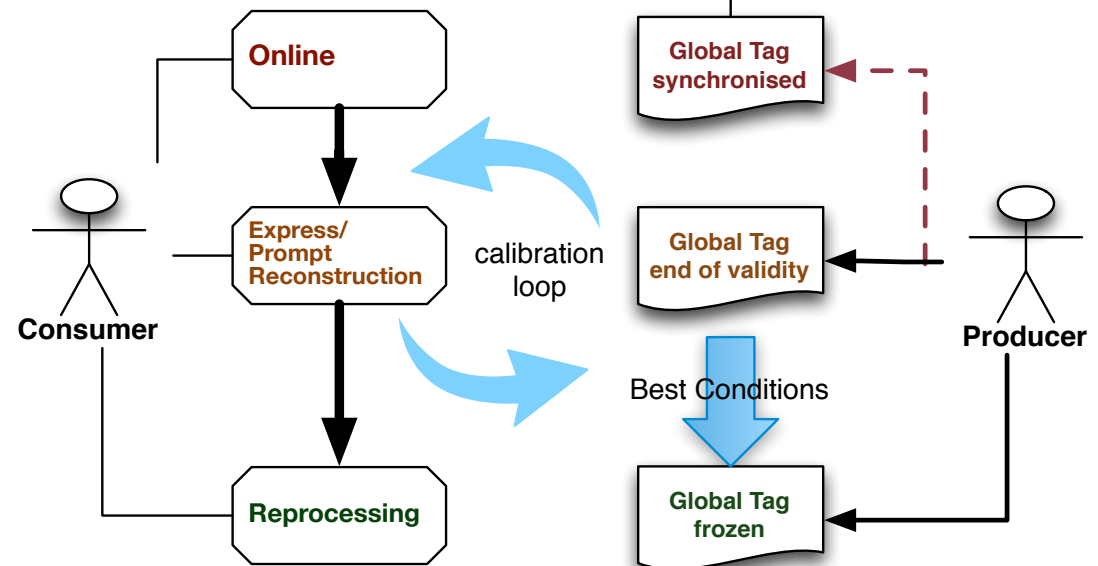 Online
Global Tag
synchronised
Express/
Prompt
Reconstruction
calibration
loop
Global Tag
end of validity
Consumer
Producer
Best Conditions
Reprocessing
Global Tag
frozen